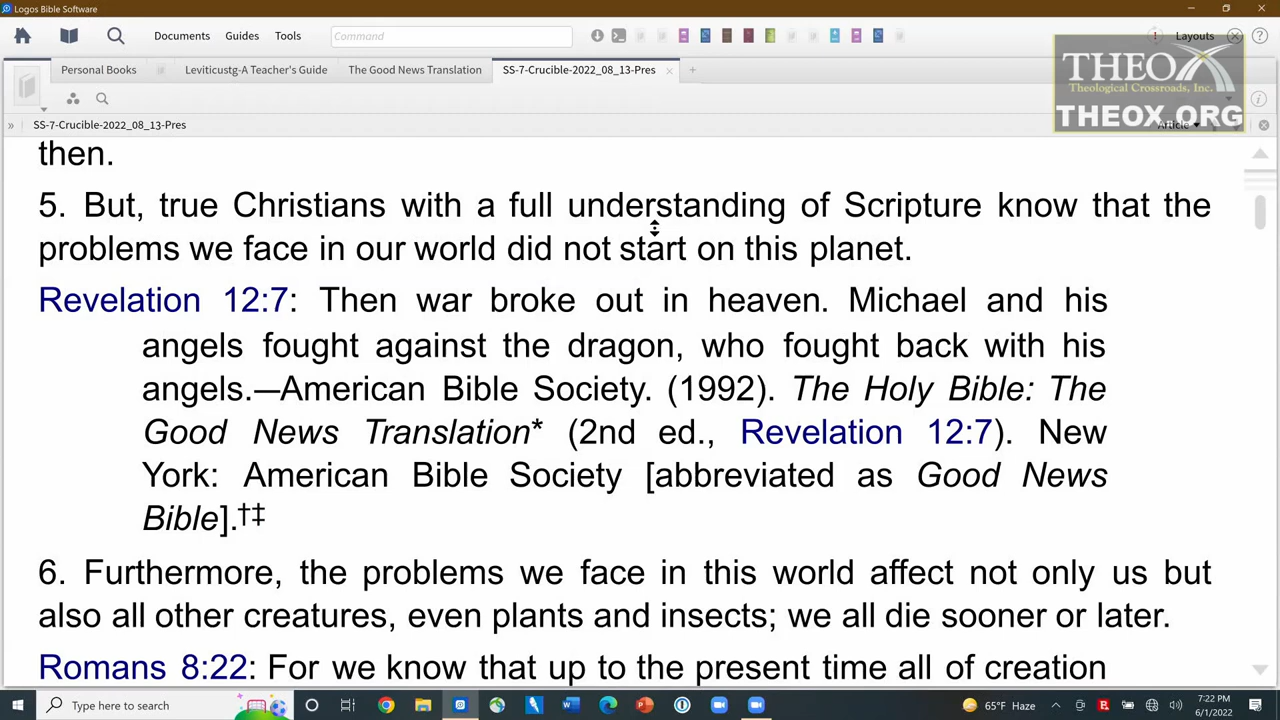 Logos Bible Software
Documents Guides Tools Command Layouts
Personal Books Leviticustg-A Teacher's Guide The Good News Translation SS-7-Crucible-2022_08_13-Pres
THEOX
Theological Crossroads, Inc.
THEOX.ORG
SS-7-Crucible-2022_08_13-Pres Article
then.
5. But, true Christians with a full understanding of Scripture know that the
problems we face in our world did not start on this planet.
Revelation 12:7: Then war broke out in heaven. Michael and his
angels fought against the dragon, who fought back with his
angels.—American Bible Society. (1992). The Holy Bible: The
Good News Translation* (2nd ed., Revelation 12:7). New
York: American Bible Society [abbreviated as Good News
Bible].†‡
6. Furthermore, the problems we face in this world affect not only us but
also all other creatures, even plants and insects; we all die sooner or later.
Romans 8:22: For we know that up to the present time all of creation
Type here to search 65°F Haze 7:22 PM
6/1/2022